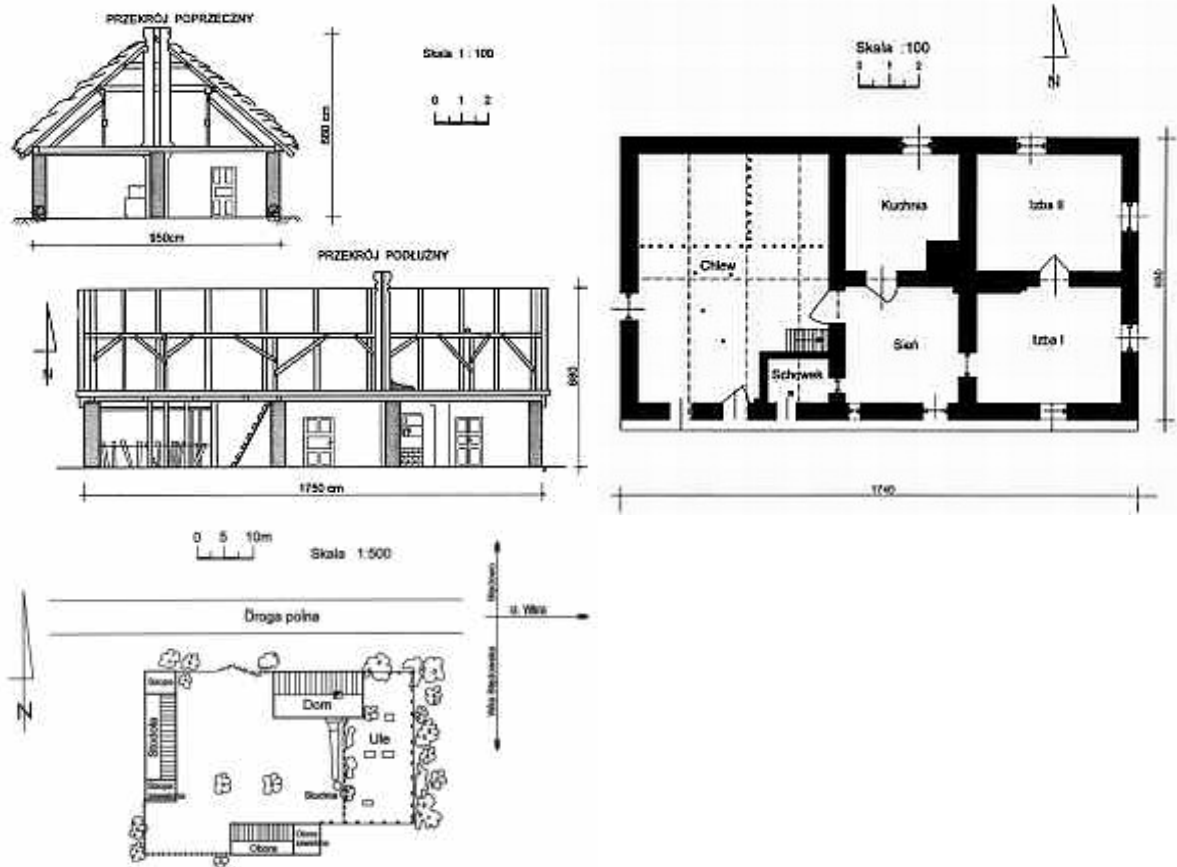 PRZEKRÓJ POPRZECZNY
Skala 1 : 100
0 1 2
950cm
PRZEKRÓJ PODŁUŻNY
N
1750 cm
Skala :100
0 1 2
N
Kuchnia
Izba II
Chlew
Sień
Izba I
Schowek
1740
0 5 10m
Skala 1:500
Droga polna
N
Dom
Stodoła
Ule
Studnia
Obora